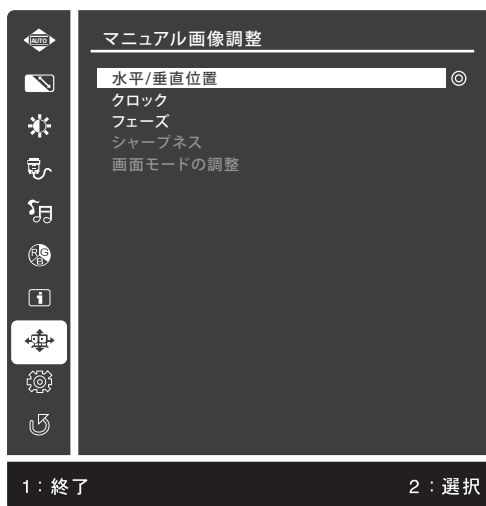 AUTO
マニュアル画像調整
水平/垂直位置
クロック
フェーズ
シャープネス
画面モードの調整
R G B
i
1：終了
2：選択